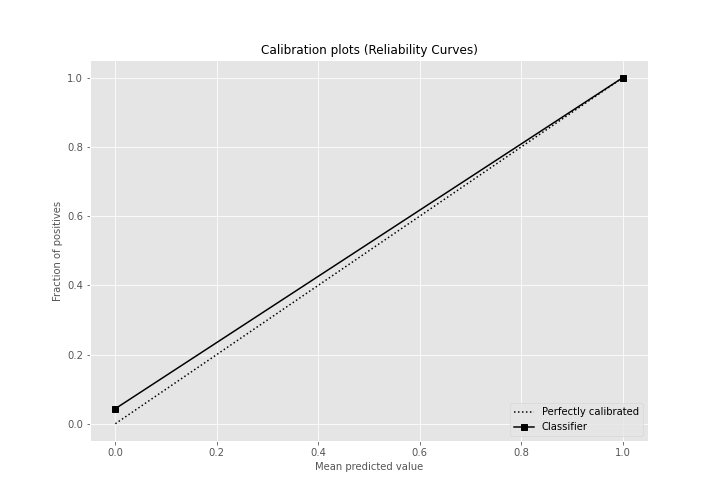 Calibration plots (Reliability Curves)
1.0
0.8
0.6
0.4
0.2
0.0
Fraction of positives
0.0 0.2 0.4 0.6 0.8 1.0
Mean predicted value
Perfectly calibrated
Classifier